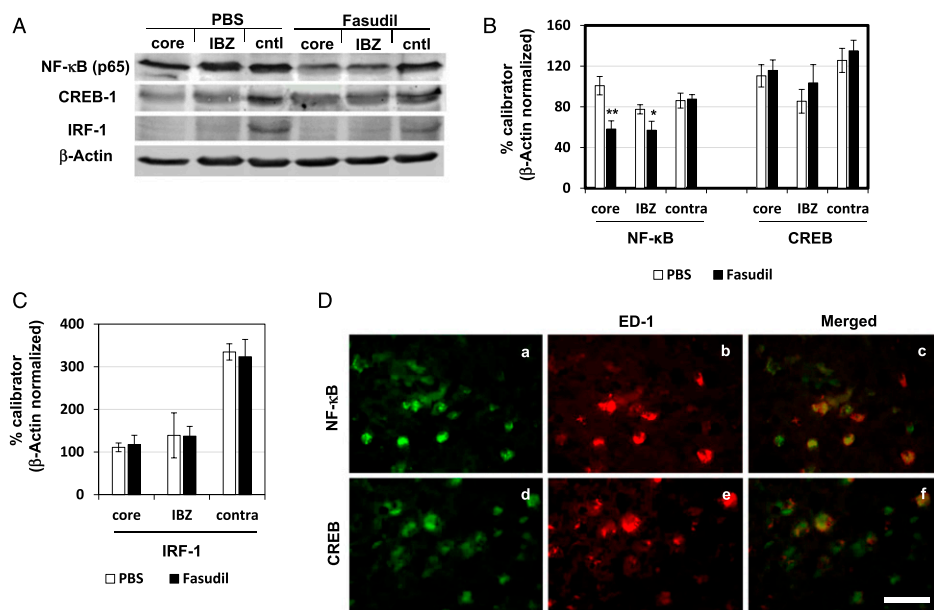 A
PBS
Fasudil
core IBZ cntl core IBZ cntl
NF-κB (p65)
CREB-1
IRF-1
β-Actin
B
% calibrator
(β-Actin normalized)
160
120
80
40
0
**
*
core IBZ contra core IBZ contra
NF-κB CREB
PBS Fasudil
C
% calibrator
(β-Actin normalized)
400
300
200
100
0
core IBZ contra
IRF-1
PBS Fasudil
D
ED-1 Merged
NF-κB
a b c
CREB
d e f